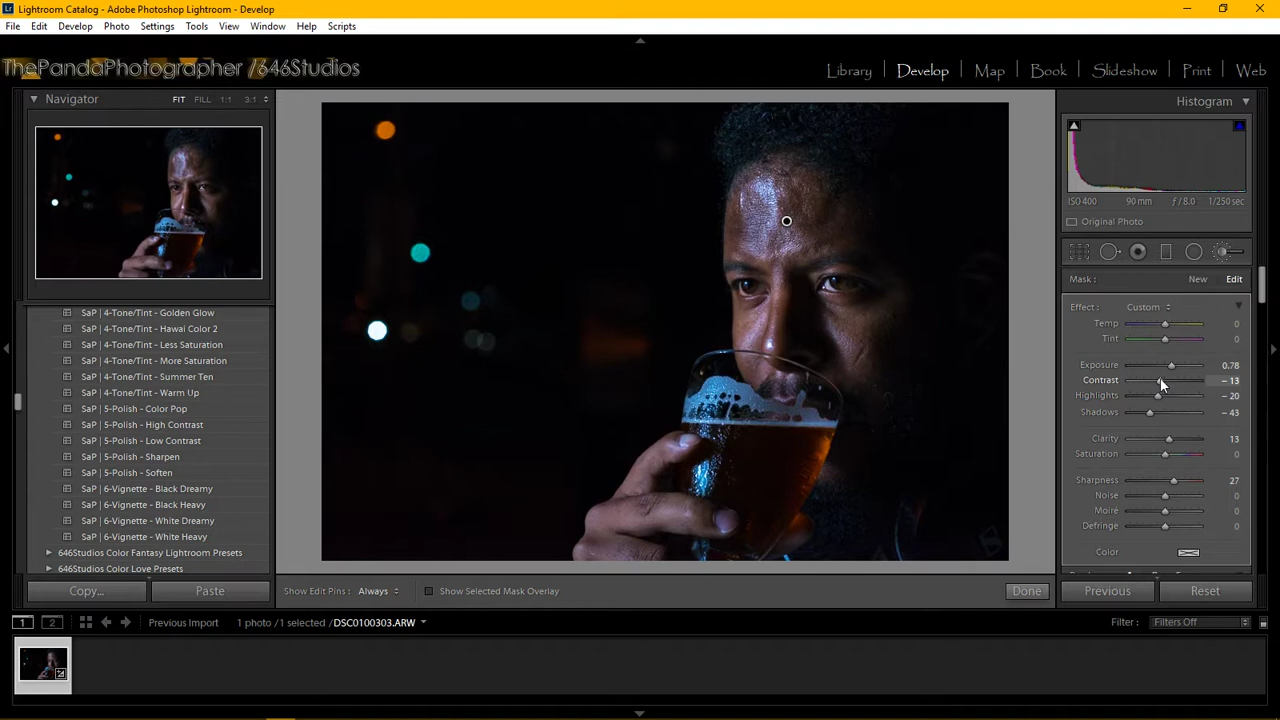 Lightroom Catalog - Adobe Photoshop Lightroom - Develop
File Edit Develop Photo Settings Tools View Window Help Scripts
ThePandaPhotographer /646Studios
Library Develop Map Book Slideshow Print Web
Navigator FIT FILL 1:1 3:1
Histogram
ISO 400 90 mm ƒ / 8.0 1/250 sec
Original Photo
Mask : New Edit
Effect : Custom
Temp 0
Tint 0
Exposure 0.78
Contrast – 13
Highlights – 20
Shadows – 43
Clarity 13
Saturation 0
Sharpness 27
Noise 0
Moiré 0
Defringe 0
Color
SaP | 4-Tone/Tint - Golden Glow
SaP | 4-Tone/Tint - Hawai Color 2
SaP | 4-Tone/Tint - Less Saturation
SaP | 4-Tone/Tint - More Saturation
SaP | 4-Tone/Tint - Summer Ten
SaP | 4-Tone/Tint - Warm Up
SaP | 5-Polish - Color Pop
SaP | 5-Polish - High Contrast
SaP | 5-Polish - Low Contrast
SaP | 5-Polish - Sharpen
SaP | 5-Polish - Soften
SaP | 6-Vignette - Black Dreamy
SaP | 6-Vignette - Black Heavy
SaP | 6-Vignette - White Dreamy
SaP | 6-Vignette - White Heavy
646Studios Color Fantasy Lightroom Presets
646Studios Color Love Presets
Copy... Paste
Show Edit Pins : Always Show Selected Mask Overlay Done
Previous Reset
1 2 Previous Import 1 photo /1 selected /DSC0100303.ARW Filter : Filters Off